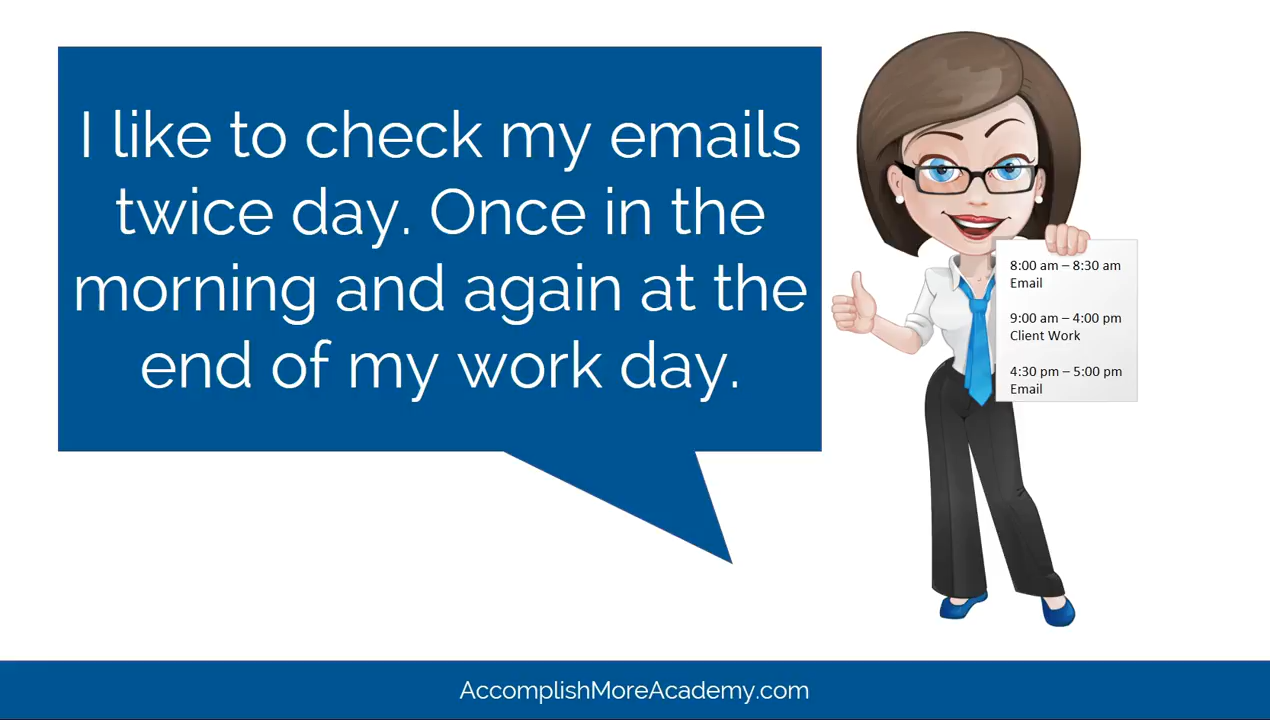 I like to check my emails
twice day. Once in the
morning and again at the
end of my work day.
8:00 am – 8:30 am
Email
9:00 am – 4:00 pm
Client Work
4:30 pm – 5:00 pm
Email
AccomplishMoreAcademy.com